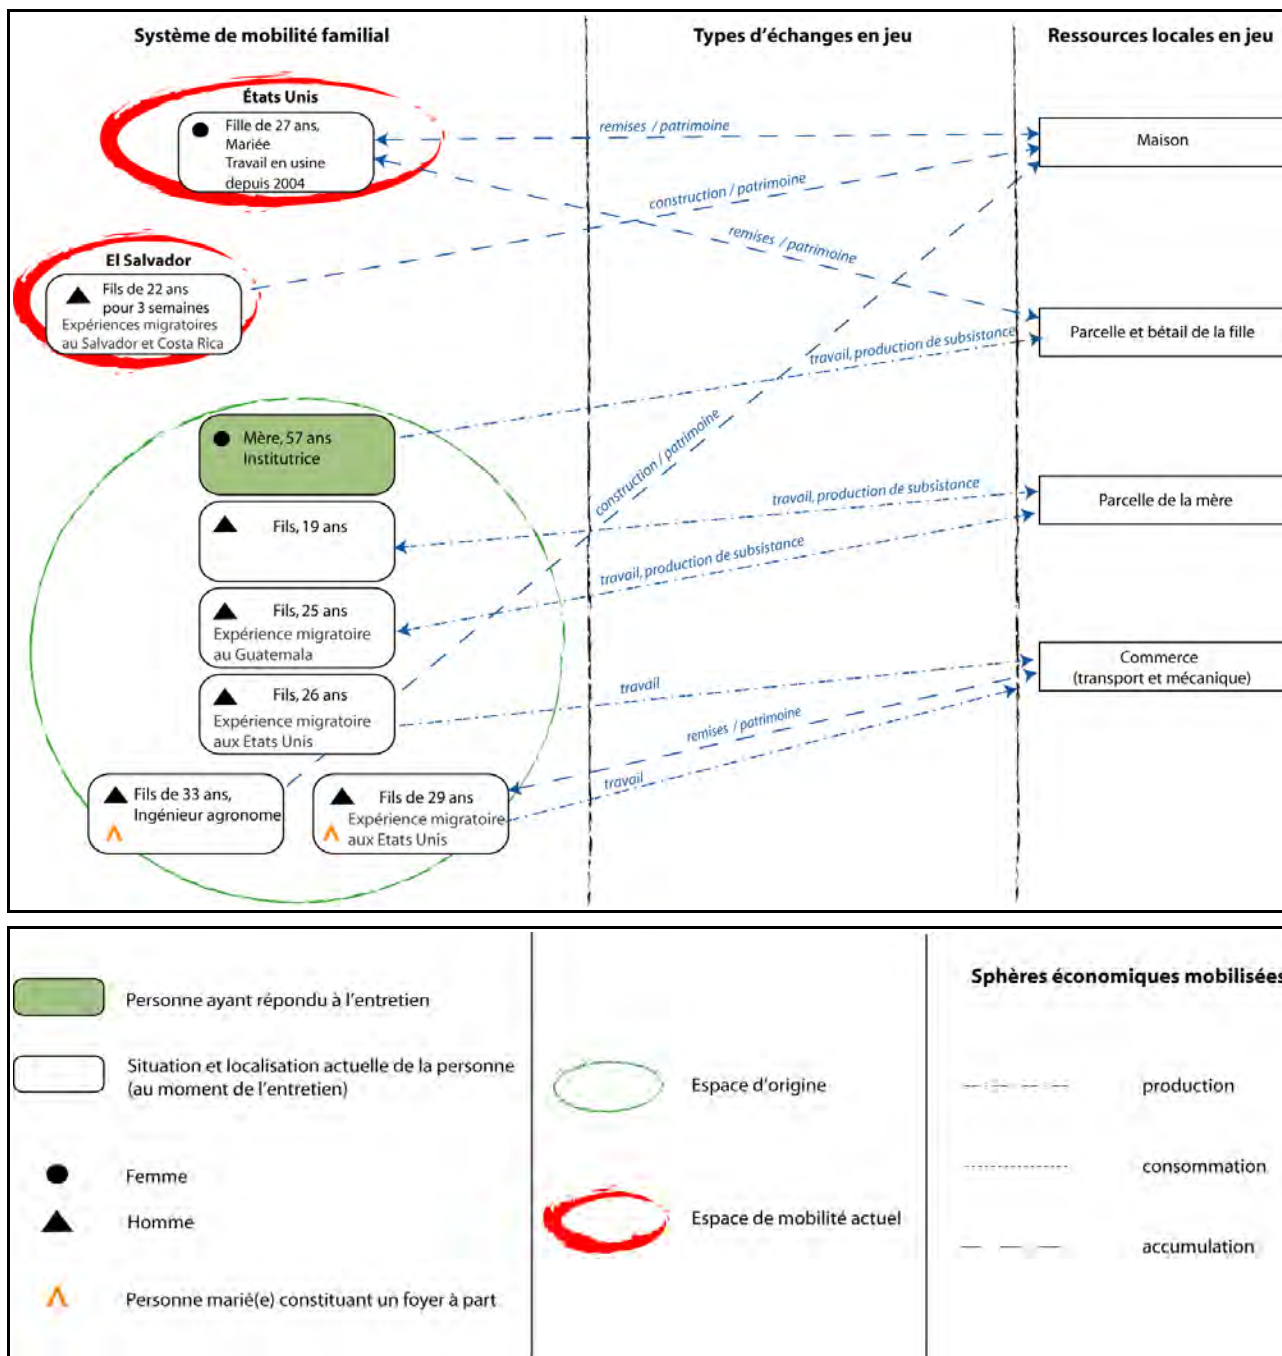 Système de mobilité familial
Types d'échanges en jeu
Ressources locales en jeu
États Unis
Fille de 27 ans,
Mariée
Travail en usine
depuis 2004
remises / patrimoine
Maison
construction / patrimoine
remises / patrimoine
El Salvador
Fils de 22 ans
pour 3 semaines
Expériences migratoires
au Salvador et Costa Rica
travail, production de subsistance
Parcelle et bétail de la fille
Mère, 57 ans
Institutrice
construction / patrimoine
travail, production de subsistance
Parcelle de la mère
Fils, 19 ans
travail, production de subsistance
Fils, 25 ans
Expérience migratoire
au Guatemala
Commerce
(transport et mécanique)
Fils, 26 ans
Expérience migratoire
aux Etats Unis
travail
remises / patrimoine
travail
Fils de 33 ans,
Ingénieur agronome
Fils de 29 ans
Expérience migratoire
aux Etats Unis
Personne ayant répondu à l'entretien
Situation et localisation actuelle de la personne
(au moment de l'entretien)
Femme
Homme
Personne marié(e) constituant un foyer à part
Espace d'origine
Espace de mobilité actuel
Sphères économiques mobilisées
production
consommation
accumulation